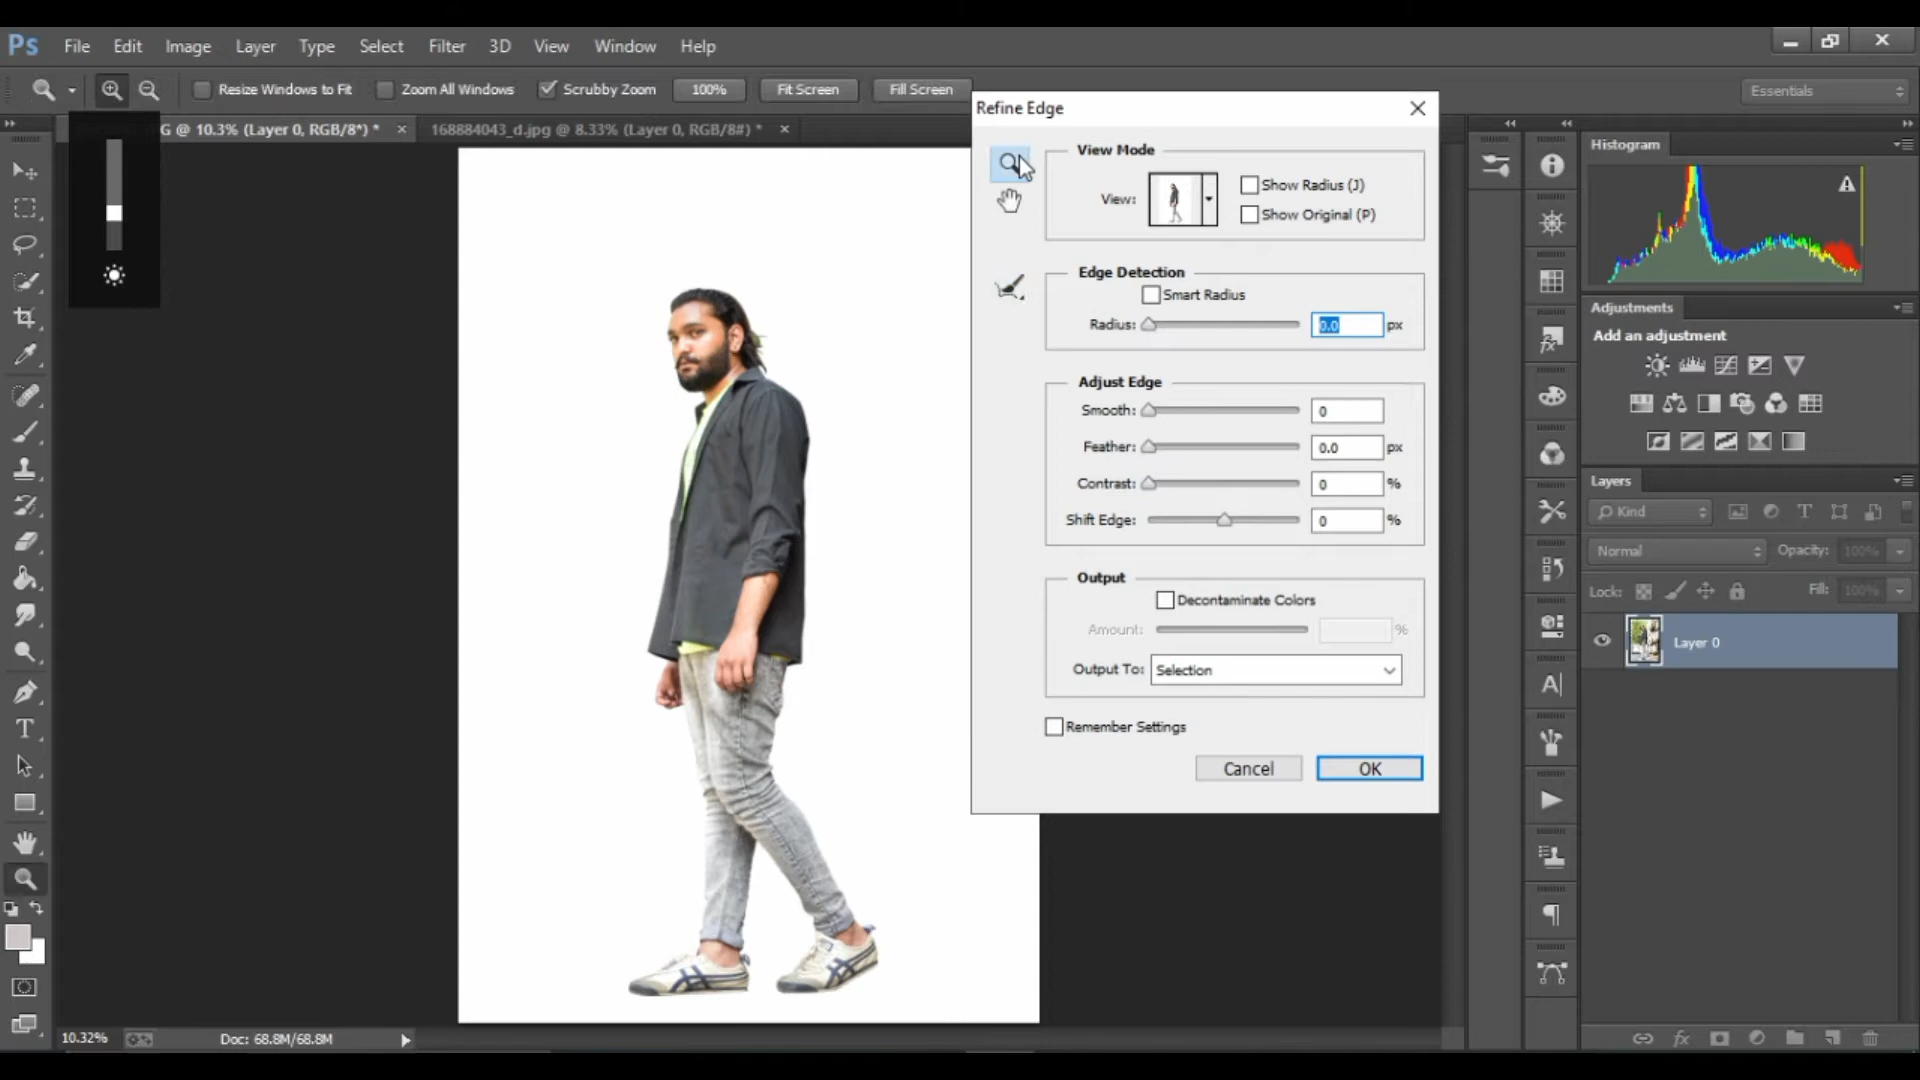 Ps File Edit Image Layer Type Select Filter 3D View Window Help
Resize Windows to Fit Zoom All Windows Scrubby Zoom 100% Fit Screen Fill Screen Essentials
G @ 10.3% (Layer 0, RGB/8*) * 168884043_d.jpg @ 8.33% (Layer 0, RGB/8#) *
Refine Edge
View Mode
View:
Show Radius (J)
Show Original (P)
Edge Detection
Smart Radius
Radius: 0.0 px
Adjust Edge
Smooth: 0
Feather: 0.0 px
Contrast: 0 %
Shift Edge: 0 %
Output
Decontaminate Colors
Amount: %
Output To: Selection
Remember Settings
Cancel OK
Histogram
Adjustments
Add an adjustment
Layers
Kind
Normal Opacity: 100%
Lock: Fill: 100%
Layer 0
10.32% Doc: 68.8M/68.8M